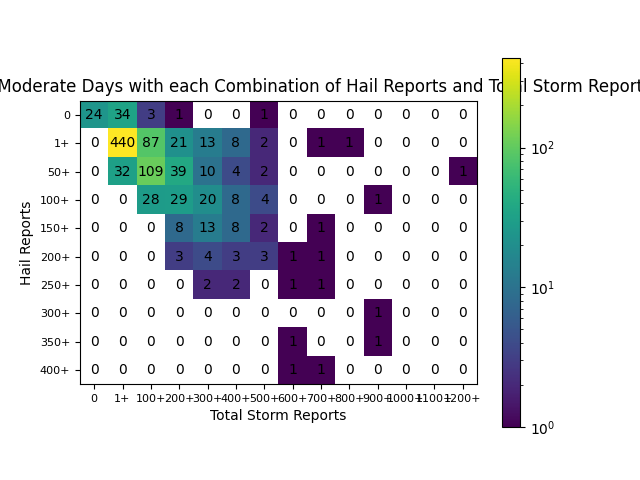 Moderate Days with each Combination of Hail Reports and Total Storm Report
0 24 34 3 1 0 0 1 0 0 0 0 0 0 0
1+ 0 440 87 21 13 8 2 0 1 1 0 0 0 0
50+ 0 32 109 39 10 4 2 0 0 0 0 0 0 1
100+ 0 0 28 29 20 8 4 0 0 0 1 0 0 0
150+ 0 0 0 8 13 8 2 0 1 0 0 0 0 0
200+ 0 0 0 3 4 3 3 1 1 0 0 0 0 0
250+ 0 0 0 0 2 2 0 1 1 0 0 0 0 0
300+ 0 0 0 0 0 0 0 0 0 0 1 0 0 0
350+ 0 0 0 0 0 0 0 1 0 0 1 0 0 0
400+ 0 0 0 0 0 0 0 1 1 0 0 0 0 0
0 1+ 100+ 200+ 300+ 400+ 500+ 600+ 700+ 800+ 900+ 1000+ 1100+ 1200+
Total Storm Reports
Hail Reports
10^2
10^1
10^0